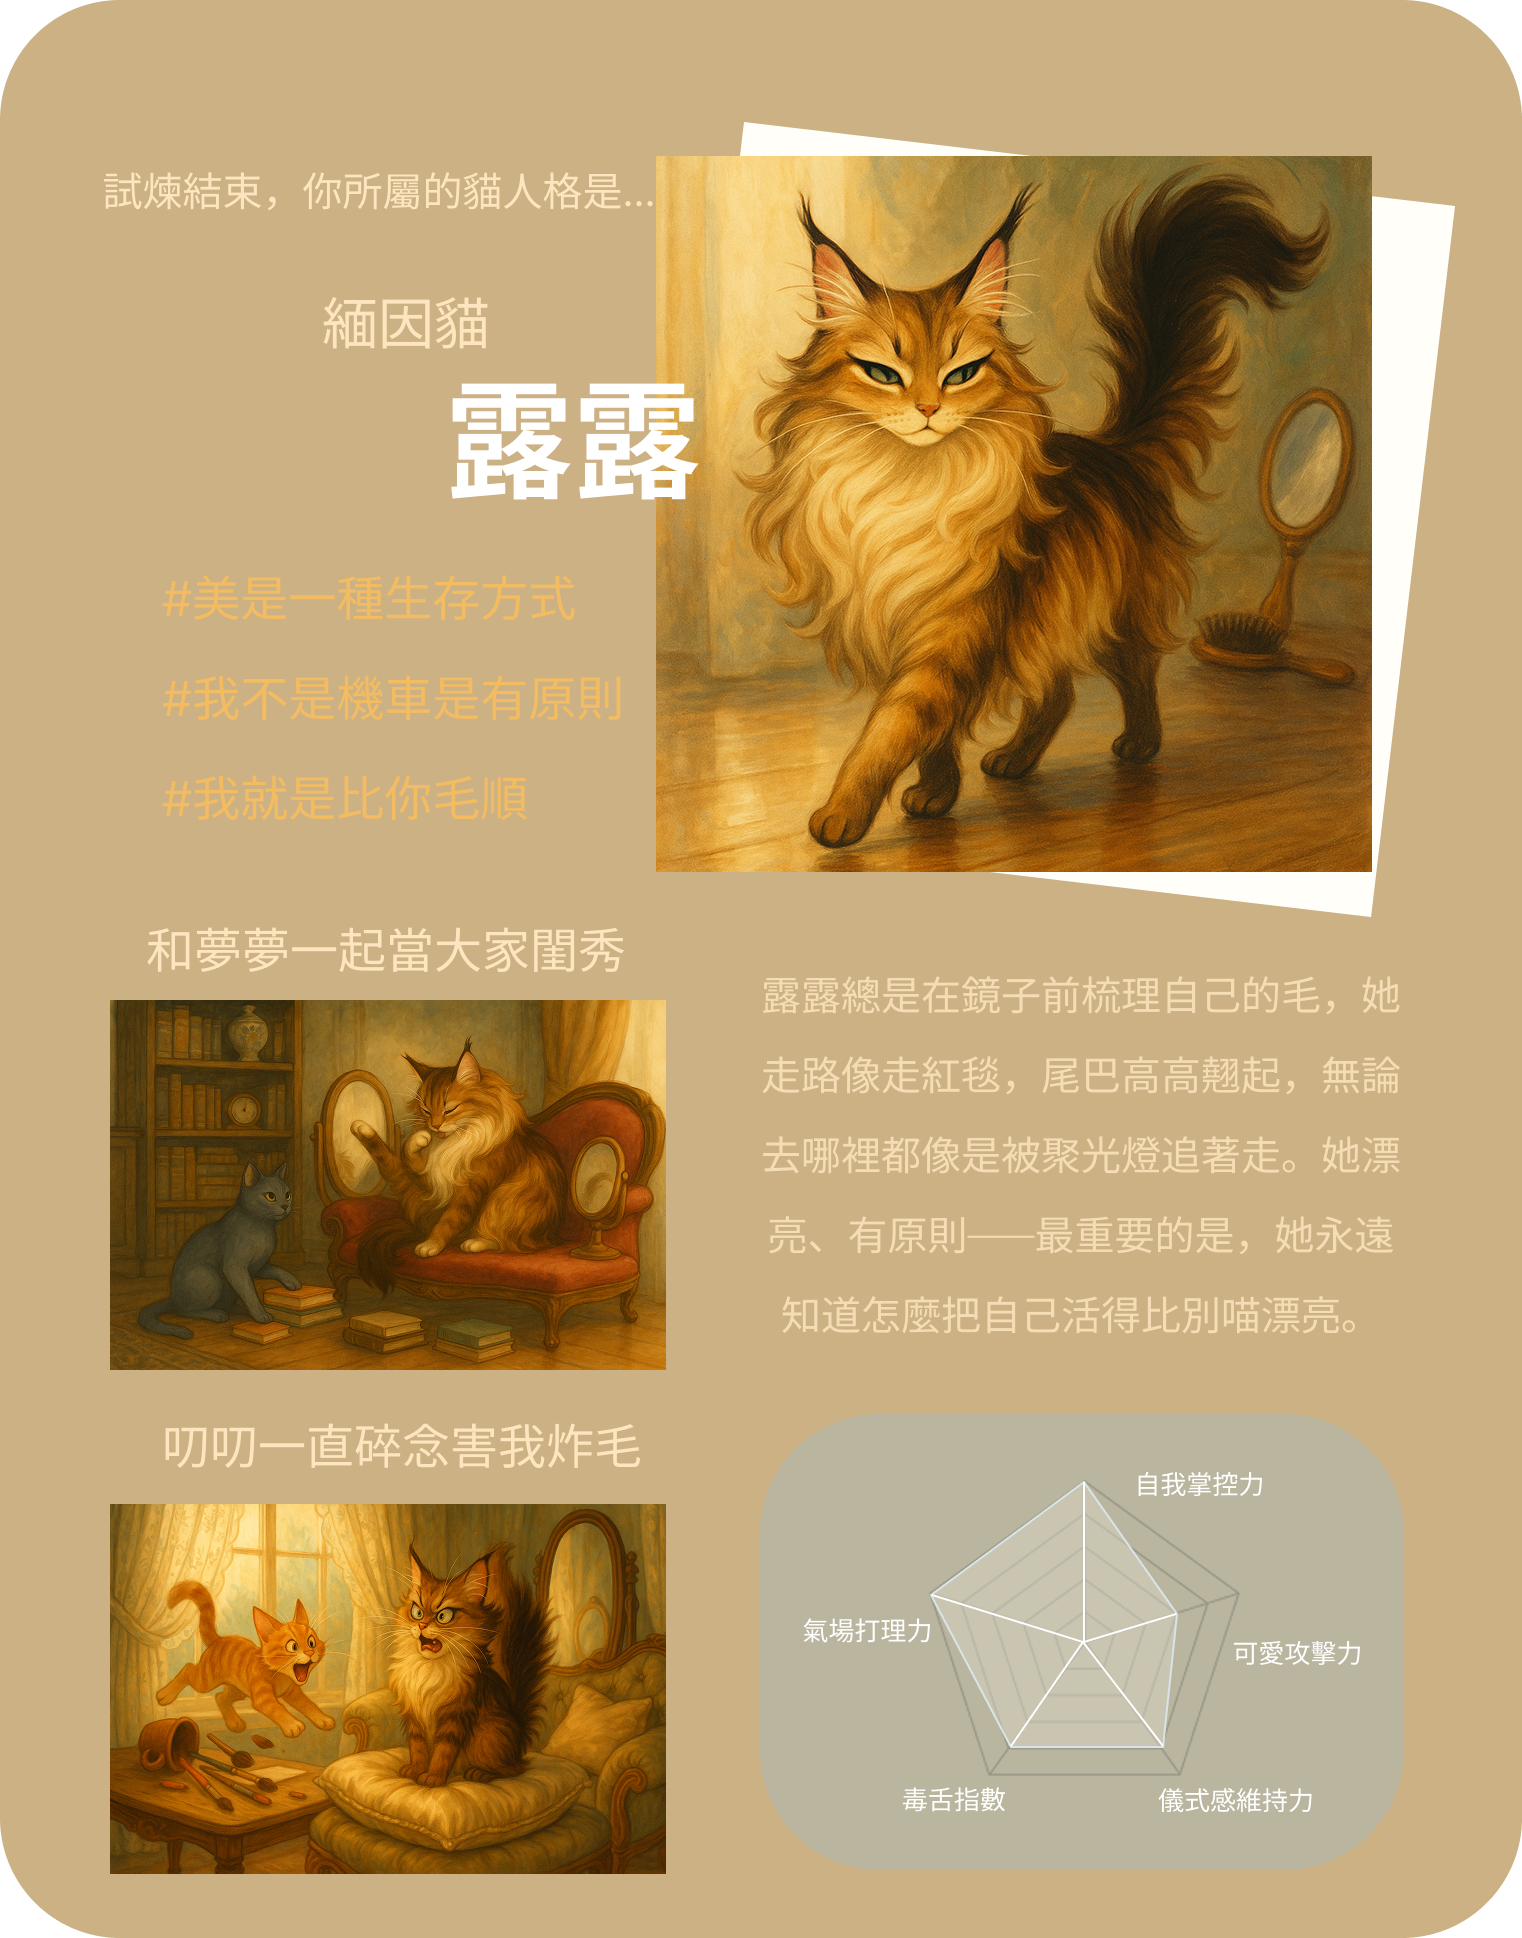 試煉結束，你所屬的貓人格是...
緬因貓
露露
#美是一種生存方式
#我不是機車是有原則
#我就是比你毛順
和夢夢一起當大家閨秀
叨叨一直碎念害我炸毛
露露總是在鏡子前梳理自己的毛，她
走路像走紅毯，尾巴高高翹起，無論
去哪裡都像是被聚光燈追著走。她漂
亮、有原則——最重要的是，她永遠
知道怎麼把自己活得比別喵漂亮。
自我掌控力
氣場打理力
可愛攻擊力
毒舌指數
儀式感維持力